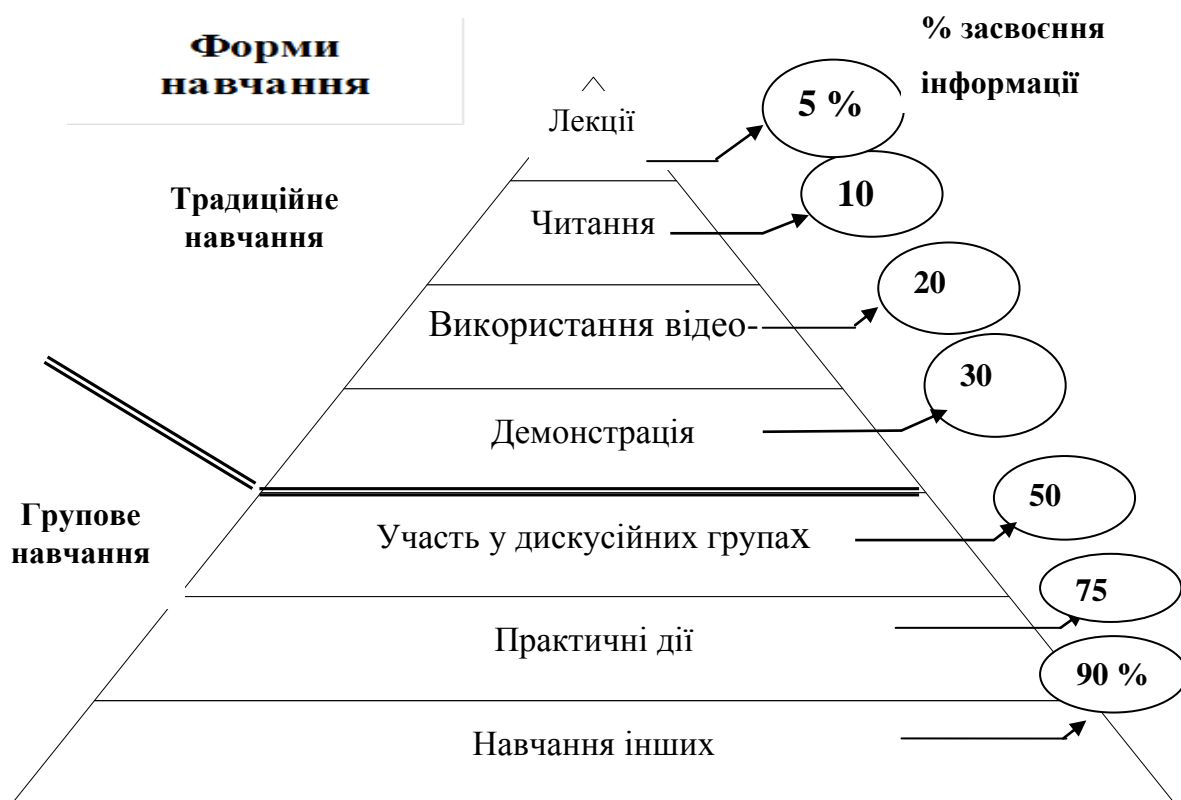 Форми
навчання
% засвоєння
інформації
Лекції
5 %
Традиційне
навчання
Читання
10
Використання відео-
20
Демонстрація
30
Групове
навчання
Участь у дискусійних групах
50
Практичні дії
75
Навчання інших
90 %